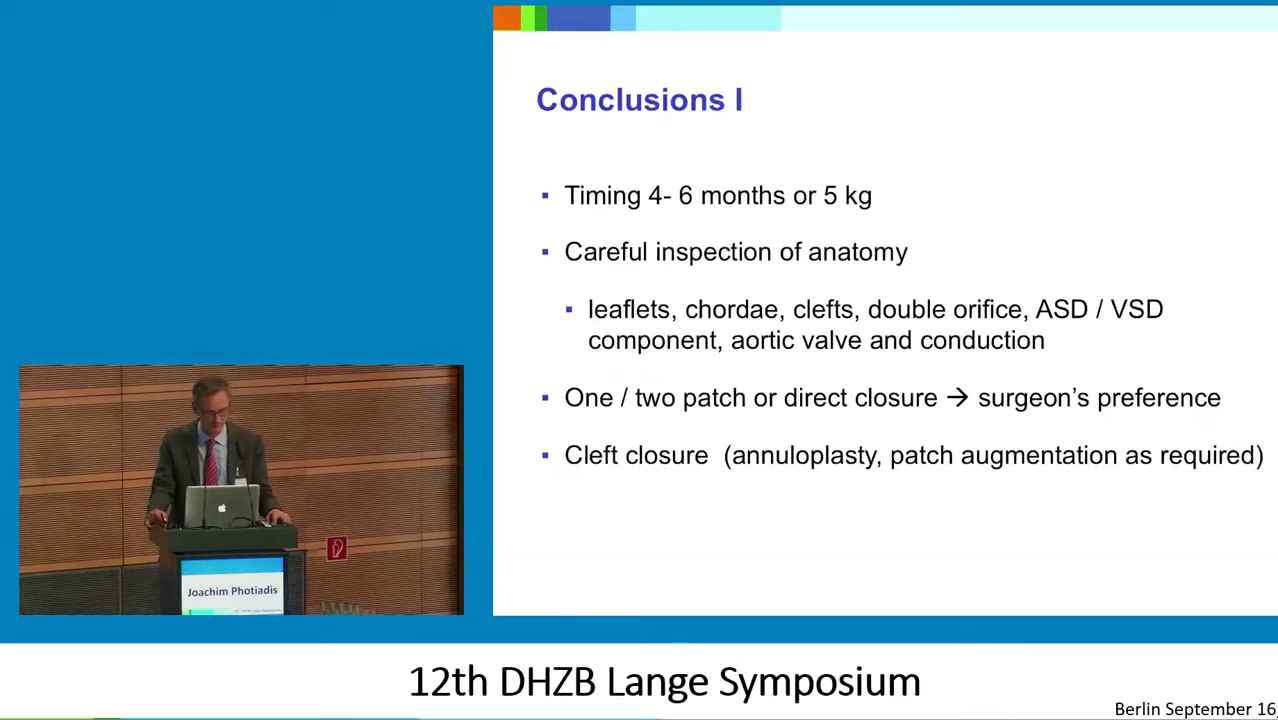 Conclusions I
▪ Timing 4- 6 months or 5 kg
▪ Careful inspection of anatomy
▪ leaflets, chordae, clefts, double orifice, ASD / VSD
component, aortic valve and conduction
▪ One / two patch or direct closure → surgeon's preference
▪ Cleft closure (annuloplasty, patch augmentation as required)
Joachim Photiadis
12th DHZB Lange Symposium
Berlin September 16,